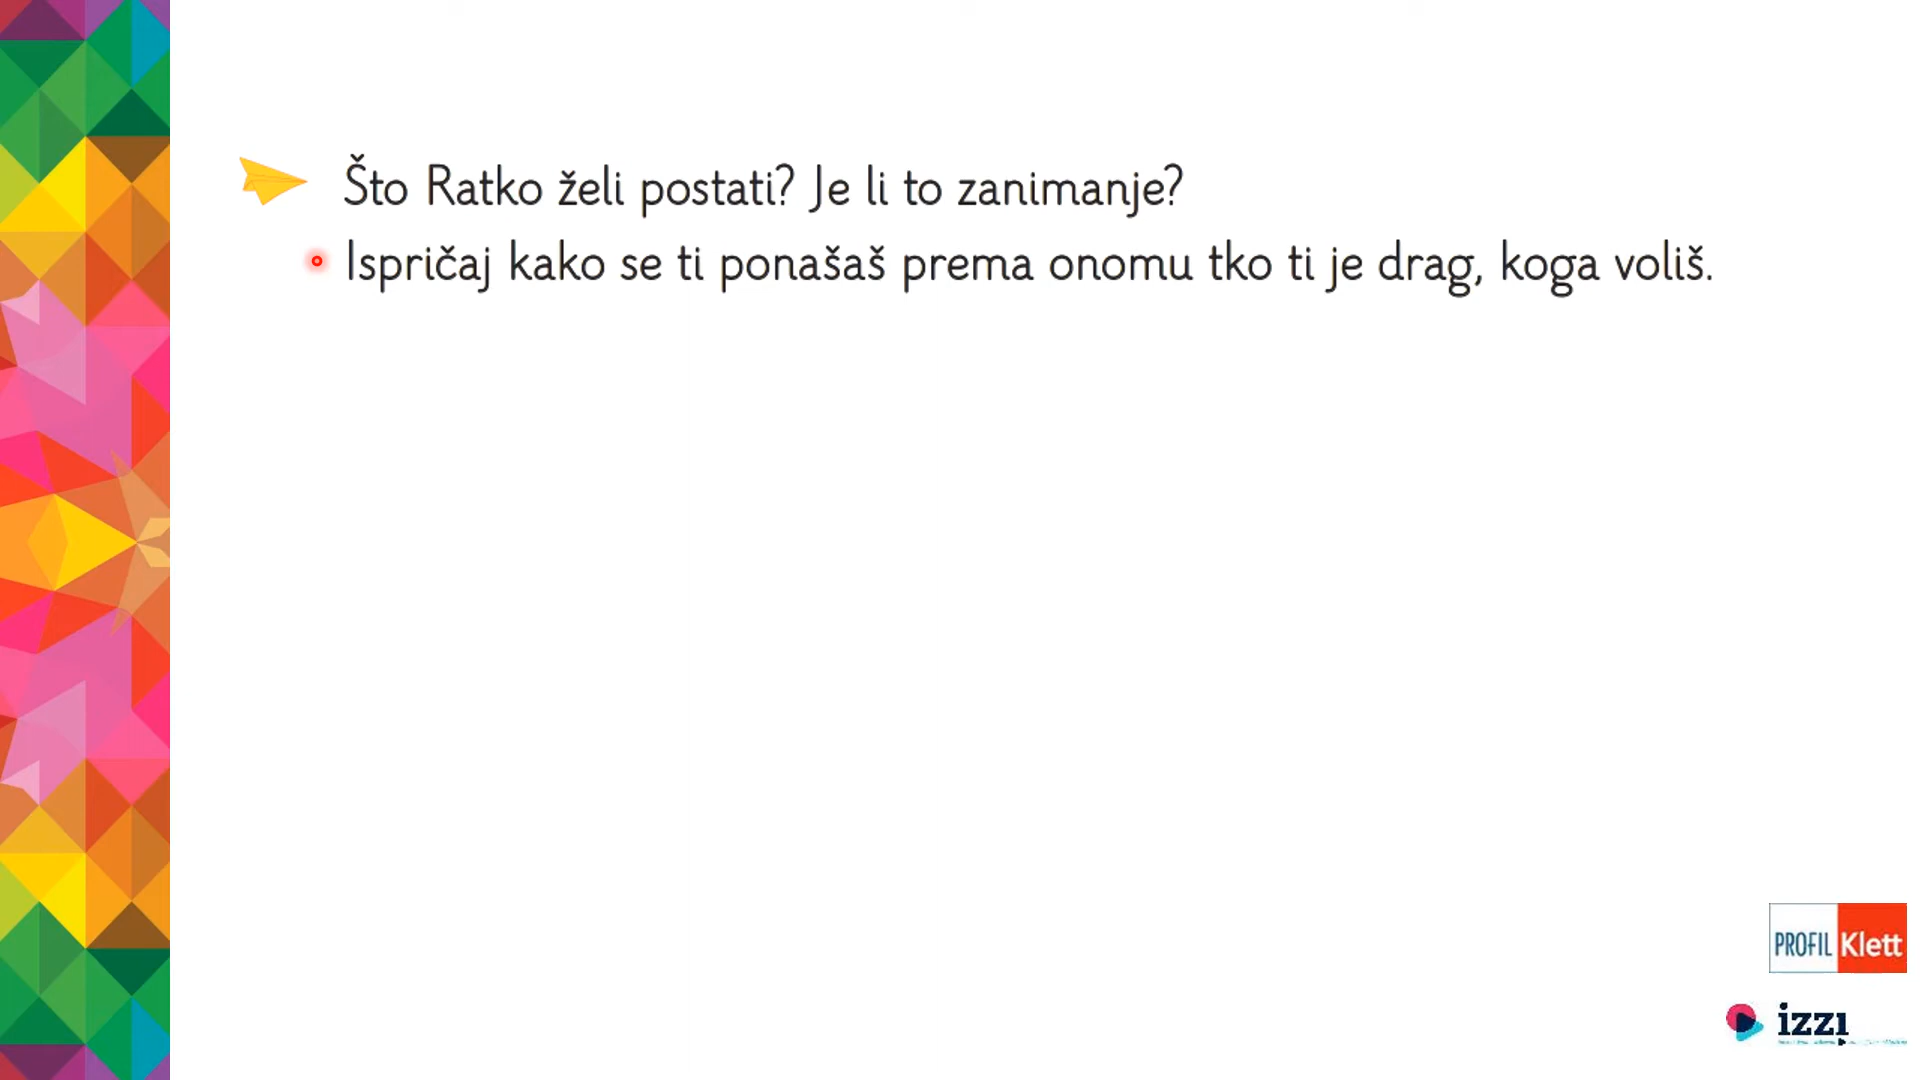 Što Ratko želi postati? Je li to zanimanje?
Ispričaj kako se ti ponašaš prema onomu tko ti je drag, koga voliš.
PROFIL Klett
izzı